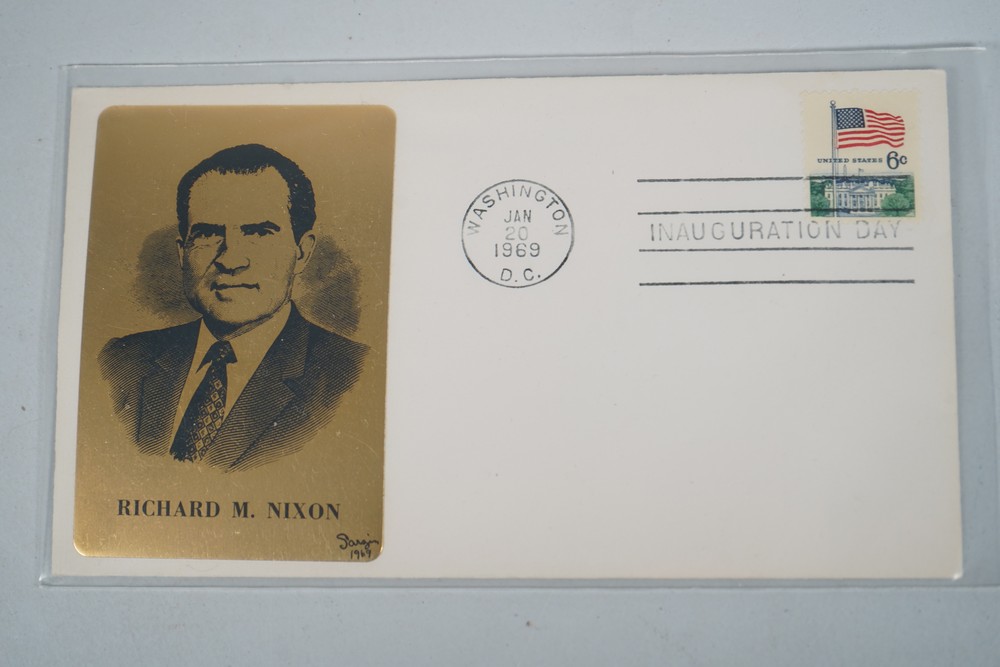 RICHARD M. NIXON
1969
WASHINGTON
JAN
20
1969
D.C.
UNITED STATES 6c
INAUGURATION DAY